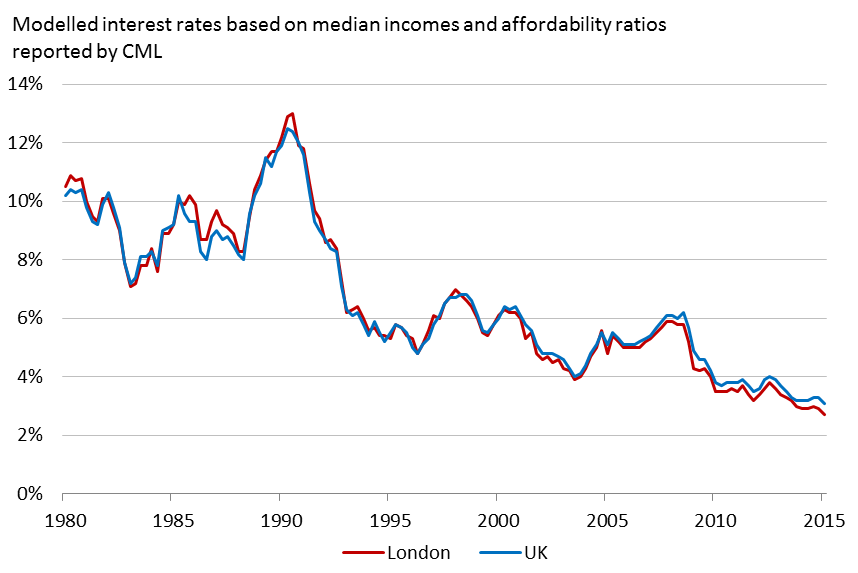 Modelled interest rates based on median incomes and affordability ratios
reported by CML
14%
12%
10%
8%
6%
4%
2%
0%
1980 1985 1990 1995 2000 2005 2010 2015
London UK